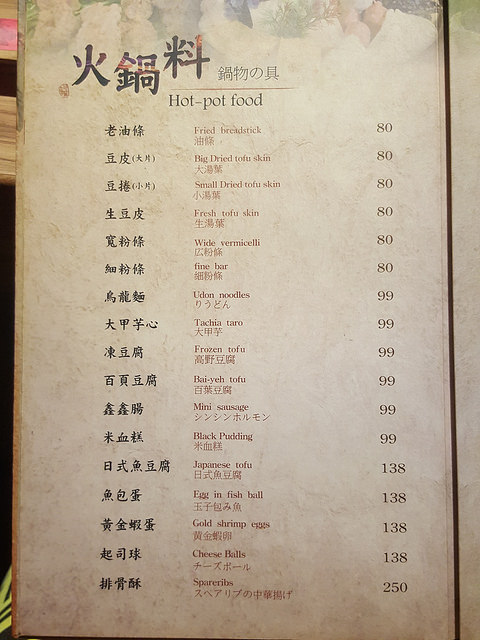 火鍋料 鍋物の具
Hot-pot food
老油條 Fried breadstick 80
油條
豆皮(大片) Big Dried tofu skin 80
大湯葉
豆捲(小片) Small Dried tofu skin 80
小湯葉
生豆皮 Fresh tofu skin 80
生湯葉
寬粉條 Wide vermicelli 80
広粉條
細粉條 fine bar 80
細粉條
烏龍麵 Udon noodles 99
りうどん
大甲芋心 Tachia taro 99
大甲芋
凍豆腐 Frozen tofu 99
高野豆腐
百頁豆腐 Bai-yeh tofu 99
百葉豆腐
鑫鑫腸 Mini sausage 99
シンシンホルモン
米血糕 Black Pudding 99
米血糕
日式魚豆腐 Japanese tofu 138
日式魚豆腐
魚包蛋 Egg in fish ball 138
玉子包み魚
黃金蝦蛋 Gold shrimp eggs 138
黄金蝦卵
起司球 Cheese Balls 138
チーズボール
排骨酥 Spareribs 250
スペアリブの中華揚げ